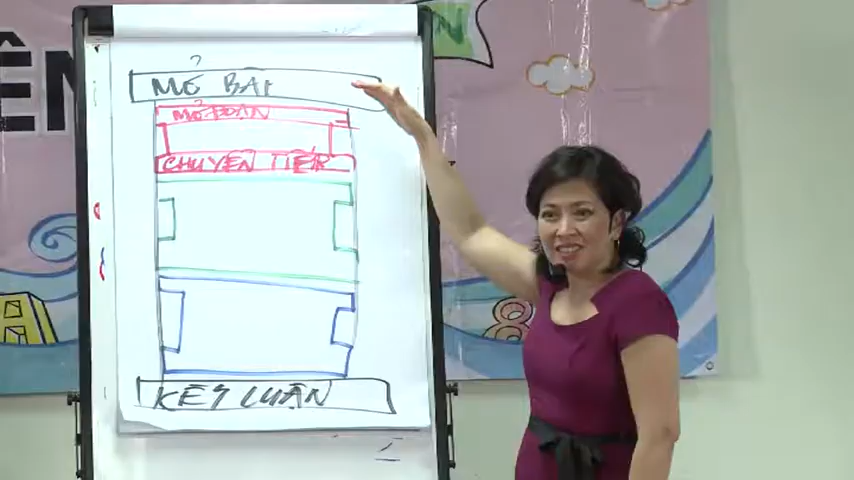 MỞ BÀI
MỞ ĐOẠN
CHUYỂN TIẾP
KẾT LUẬN